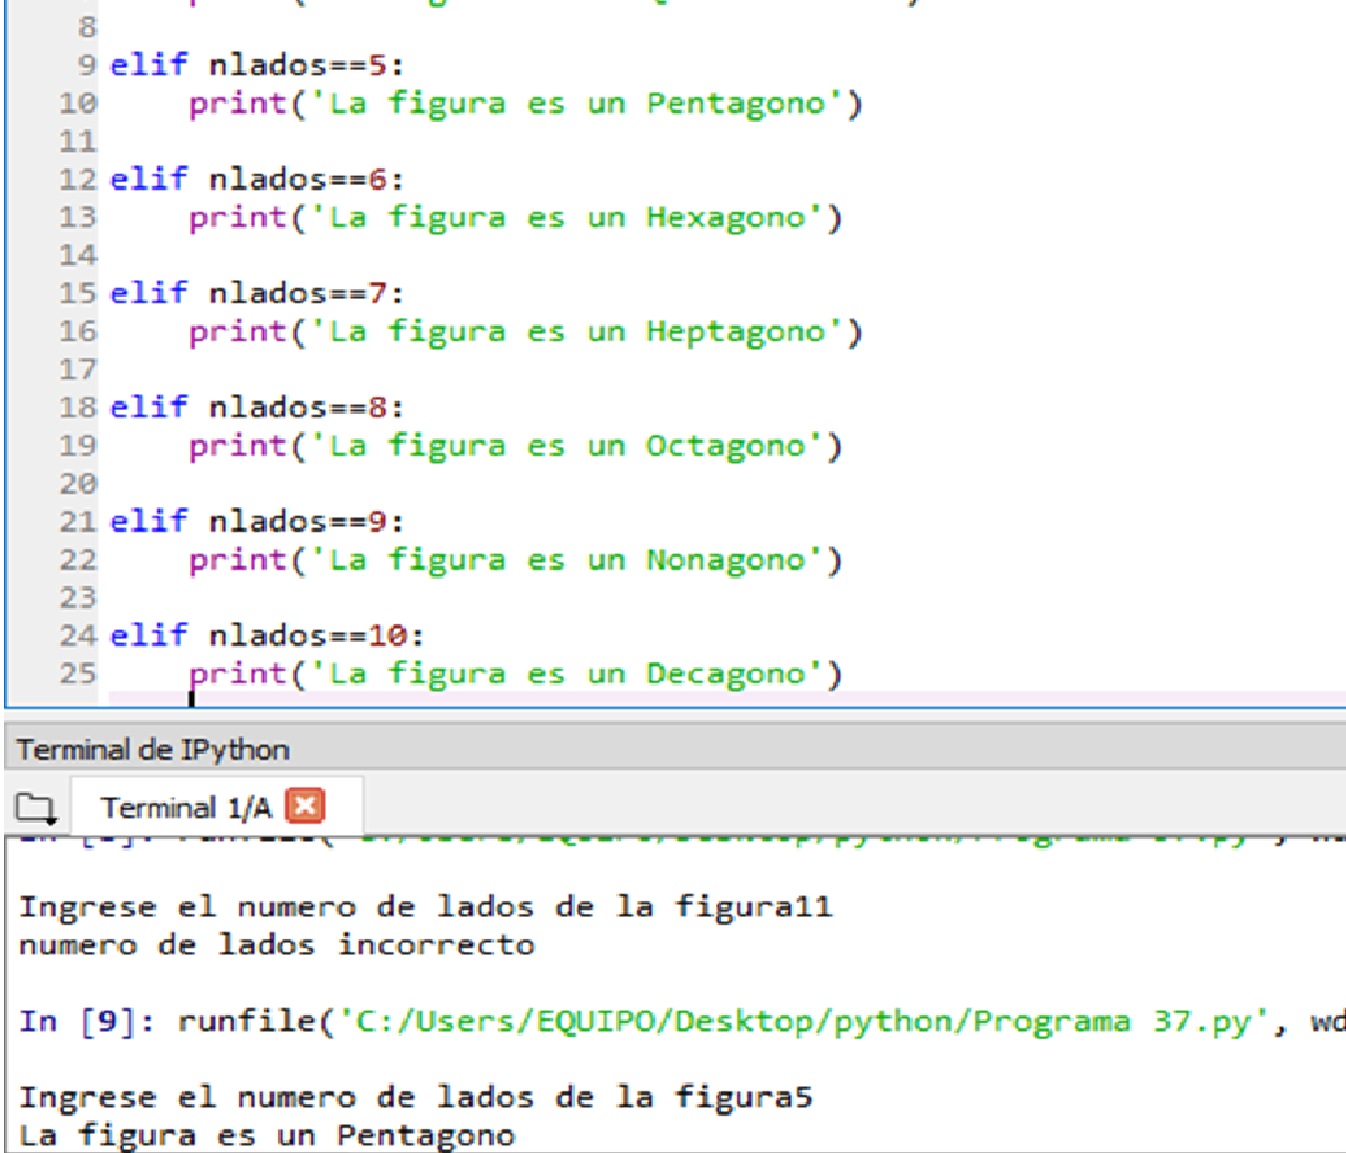 8
9 elif nlados==5:
10     print('La figura es un Pentagono')
11
12 elif nlados==6:
13     print('La figura es un Hexagono')
14
15 elif nlados==7:
16     print('La figura es un Heptagono')
17
18 elif nlados==8:
19     print('La figura es un Octagono')
20
21 elif nlados==9:
22     print('La figura es un Nonagono')
23
24 elif nlados==10:
25     print('La figura es un Decagono')
Terminal de IPython
Terminal 1/A
Ingrese el numero de lados de la figura11
numero de lados incorrecto
In [9]: runfile('C:/Users/EQUIPO/Desktop/python/Programa 37.py', wd
Ingrese el numero de lados de la figura5
La figura es un Pentagono